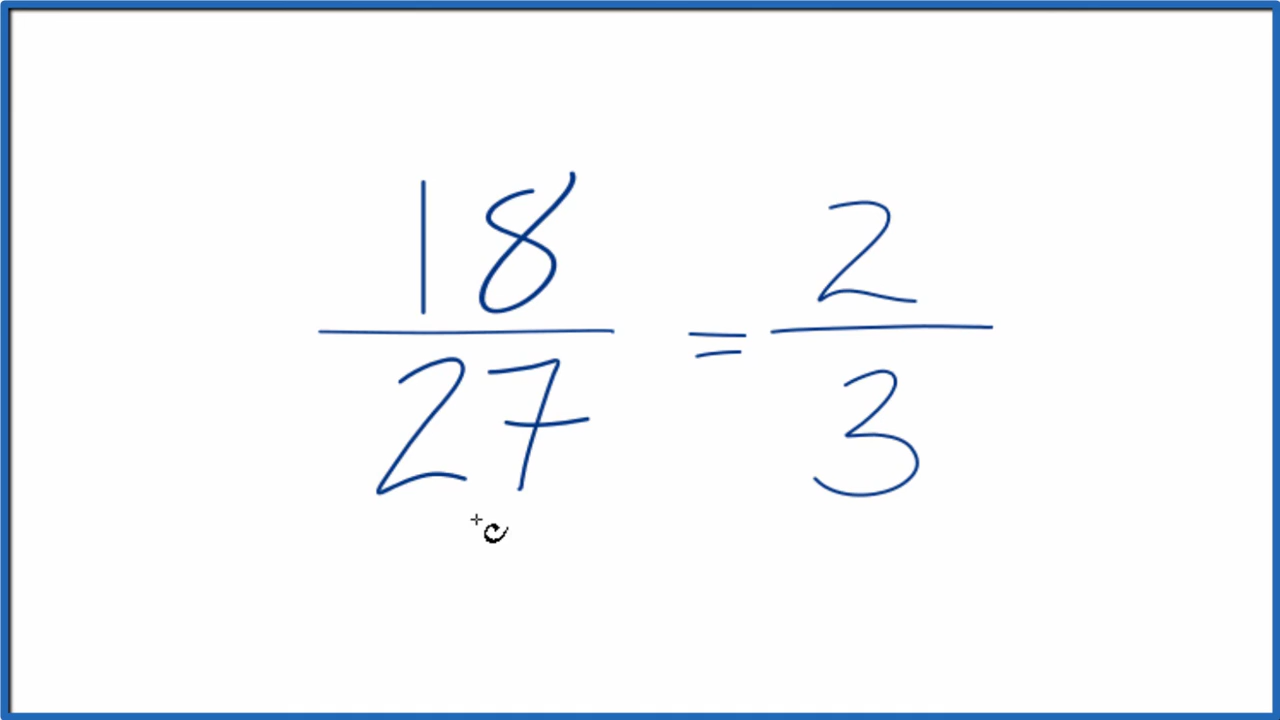 18/27 = 2/3